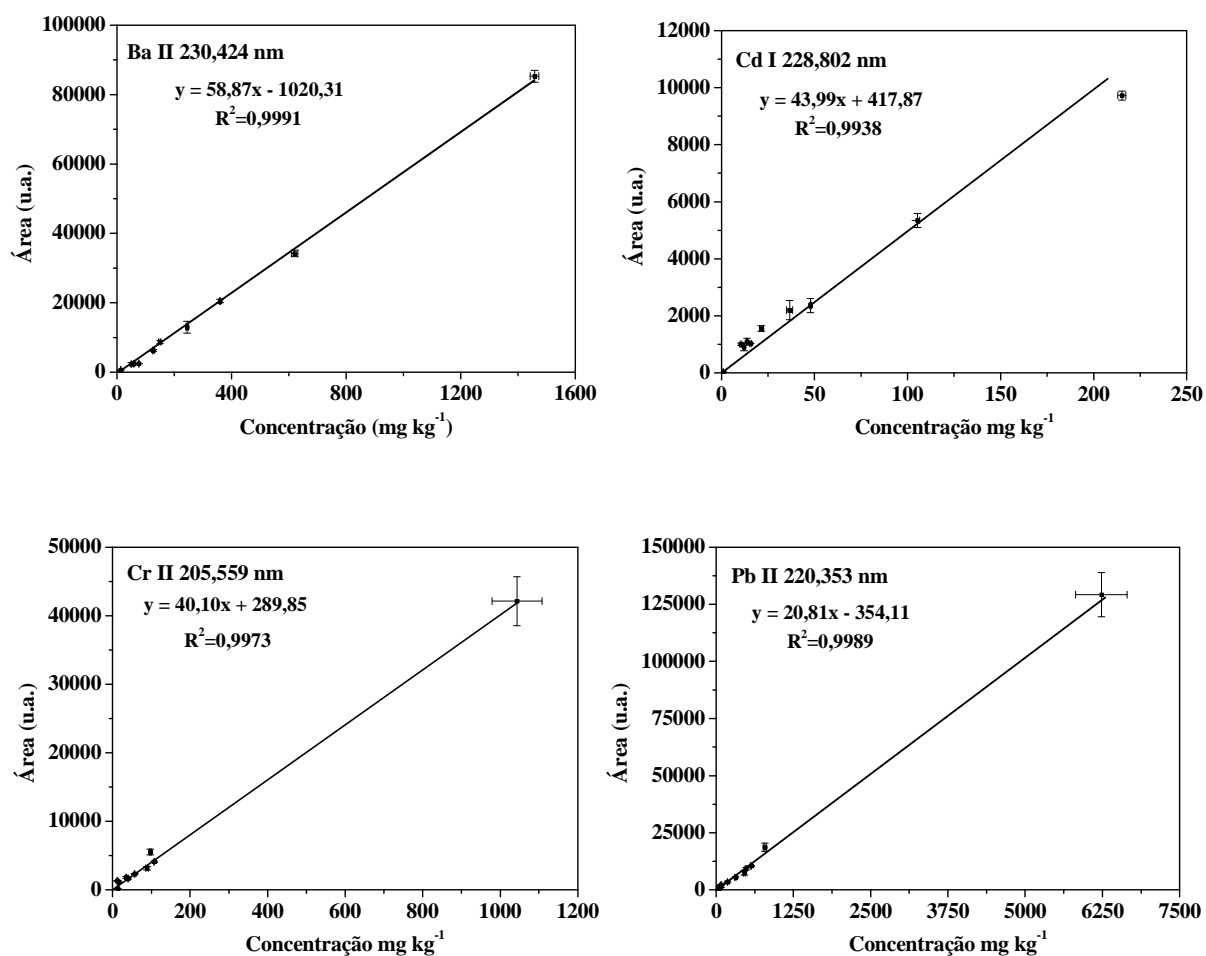 Ba II 230,424 nm
y = 58,87x - 1020,31
R²=0,9991
100000
80000
60000
40000
20000
0
Área (u.a.)
0 400 800 1200 1600
Concentração (mg kg⁻¹)
Cd I 228,802 nm
y = 43,99x + 417,87
R²=0,9938
12000
10000
8000
6000
4000
2000
0
Área (u.a.)
0 50 100 150 200 250
Concentração mg kg⁻¹
Cr II 205,559 nm
y = 40,10x + 289,85
R²=0,9973
50000
40000
30000
20000
10000
0
Área (u.a.)
0 200 400 600 800 1000 1200
Concentração mg kg⁻¹
Pb II 220,353 nm
y = 20,81x - 354,11
R²=0,9989
150000
125000
100000
75000
50000
25000
0
Área (u.a.)
0 1250 2500 3750 5000 6250 7500
Concentração mg kg⁻¹